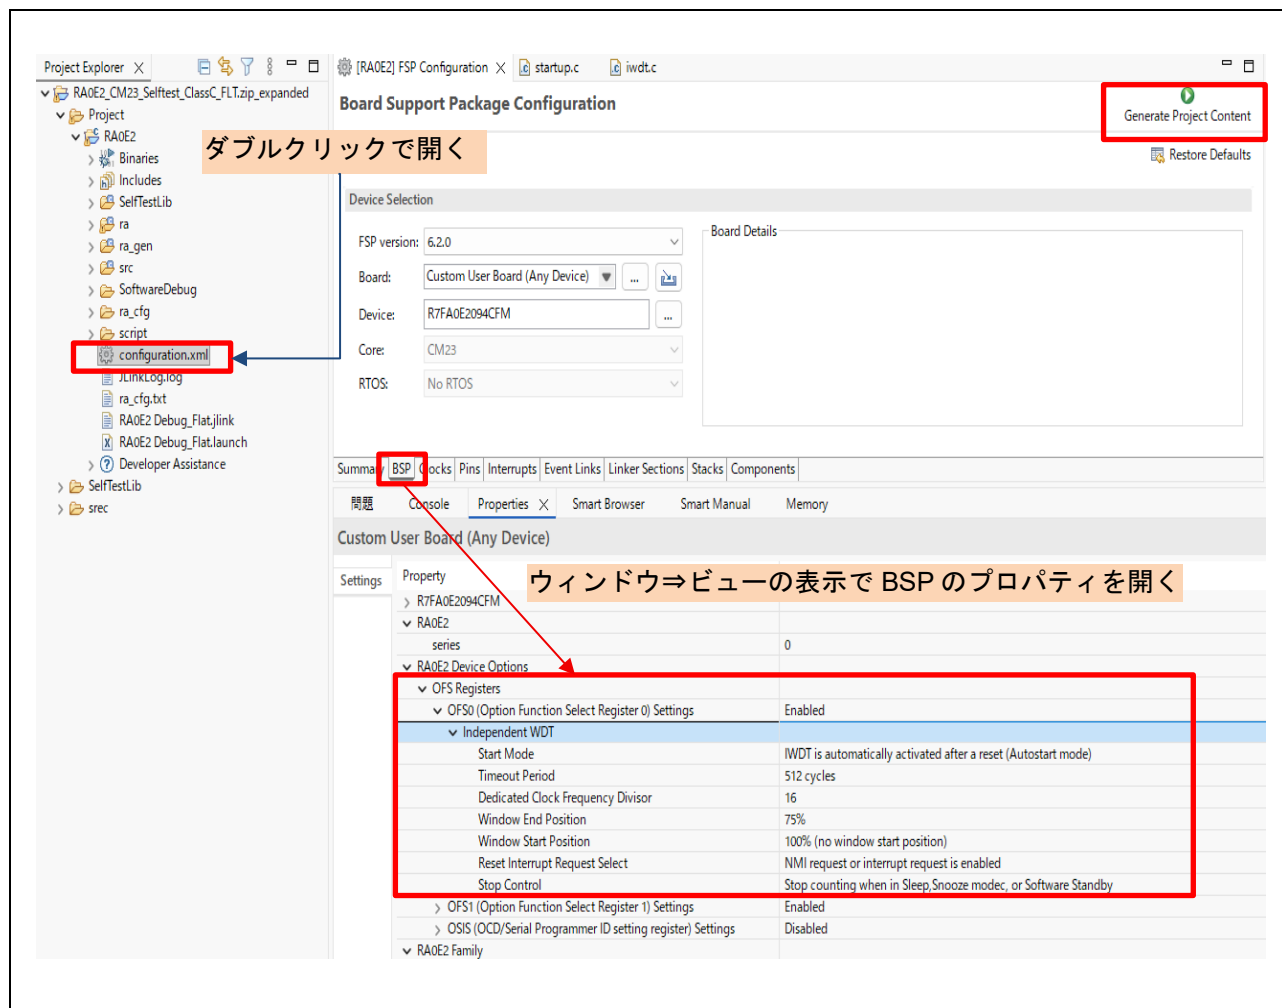 Project Explorer
[RA0E2] FSP Configuration
startup.c
iwdt.c
RA0E2_CM23_Selftest_ClassC_FLT.zip_expanded
Project
RA0E2
Binaries
Includes
SelfTestLib
ra
ra_gen
src
SoftwareDebug
ra_cfg
script
configuration.xml
JLinkLog.log
ra_cfg.txt
RA0E2 Debug_Flat.jlink
RA0E2 Debug_Flat.launch
Developer Assistance
SelfTestLib
srec
ダブルクリックで開く
Board Support Package Configuration
Generate Project Content
Restore Defaults
Device Selection
FSP version: 6.2.0
Board: Custom User Board (Any Device) ...
Device: R7FA0E2094CFM ...
Core: CM23
RTOS: No RTOS
Board Details
Summary BSP Clocks Pins Interrupts Event Links Linker Sections Stacks Components
問題 Console Properties Smart Browser Smart Manual Memory
Custom User Board (Any Device)
Settings
Property
ウィンドウ⇒ビューの表示で BSP のプロパティを開く
R7FA0E2094CFM
RA0E2
series 0
RA0E2 Device Options
OFS Registers
OFS0 (Option Function Select Register 0) Settings Enabled
Independent WDT
Start Mode IWDT is automatically activated after a reset (Autostart mode)
Timeout Period 512 cycles
Dedicated Clock Frequency Divisor 16
Window End Position 75%
Window Start Position 100% (no window start position)
Reset Interrupt Request Select NMI request or interrupt request is enabled
Stop Control Stop counting when in Sleep,Snooze modec, or Software Standby
OFS1 (Option Function Select Register 1) Settings Enabled
OSIS (OCD/Serial Programmer ID setting register) Settings Disabled
RA0E2 Family